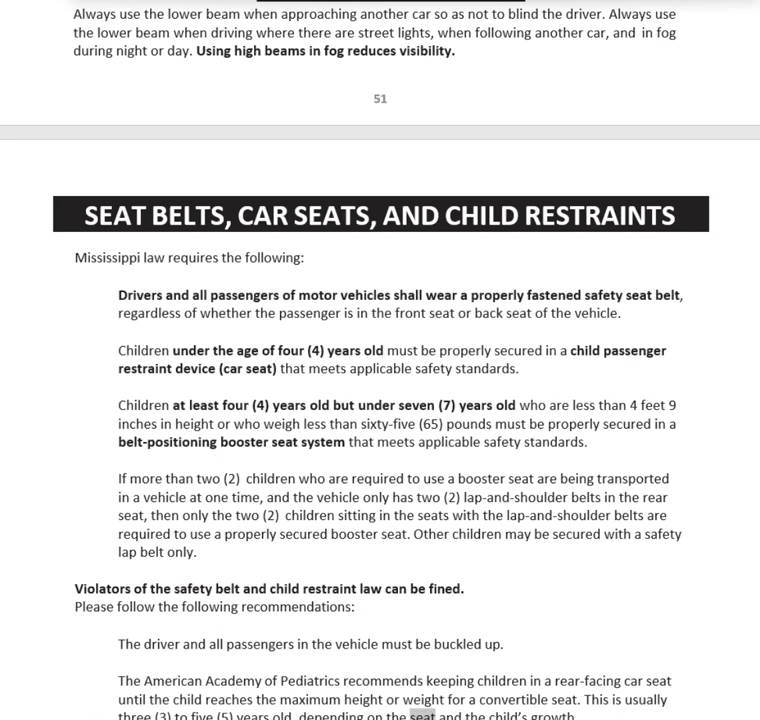 Always use the lower beam when approaching another car so as not to blind the driver. Always use
the lower beam when driving where there are street lights, when following another car, and in fog
during night or day. Using high beams in fog reduces visibility.
51
SEAT BELTS, CAR SEATS, AND CHILD RESTRAINTS
Mississippi law requires the following:
Drivers and all passengers of motor vehicles shall wear a properly fastened safety seat belt,
regardless of whether the passenger is in the front seat or back seat of the vehicle.
Children under the age of four (4) years old must be properly secured in a child passenger
restraint device (car seat) that meets applicable safety standards.
Children at least four (4) years old but under seven (7) years old who are less than 4 feet 9
inches in height or who weigh less than sixty-five (65) pounds must be properly secured in a
belt-positioning booster seat system that meets applicable safety standards.
If more than two (2) children who are required to use a booster seat are being transported
in a vehicle at one time, and the vehicle only has two (2) lap-and-shoulder belts in the rear
seat, then only the two (2) children sitting in the seats with the lap-and-shoulder belts are
required to use a properly secured booster seat. Other children may be secured with a safety
lap belt only.
Violators of the safety belt and child restraint law can be fined.
Please follow the following recommendations:
The driver and all passengers in the vehicle must be buckled up.
The American Academy of Pediatrics recommends keeping children in a rear-facing car seat
until the child reaches the maximum height or weight for a convertible seat. This is usually
three (3) to five (5) years old, depending on the seat and the child's growth.